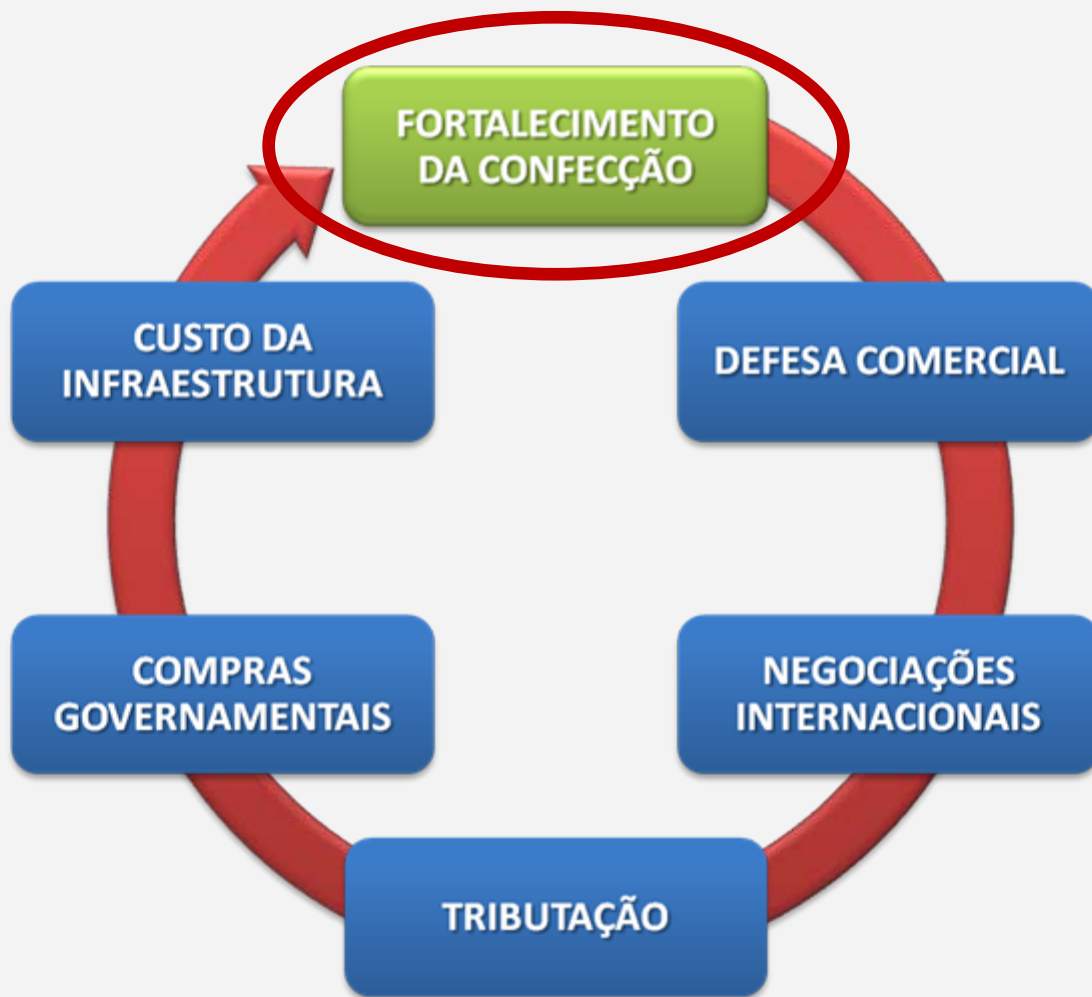 FORTALECIMENTO
DA CONFECÇÃO
CUSTO DA
INFRAESTRUTURA
DEFESA COMERCIAL
COMPRAS
GOVERNAMENTAIS
NEGOCIAÇÕES
INTERNACIONAIS
TRIBUTAÇÃO